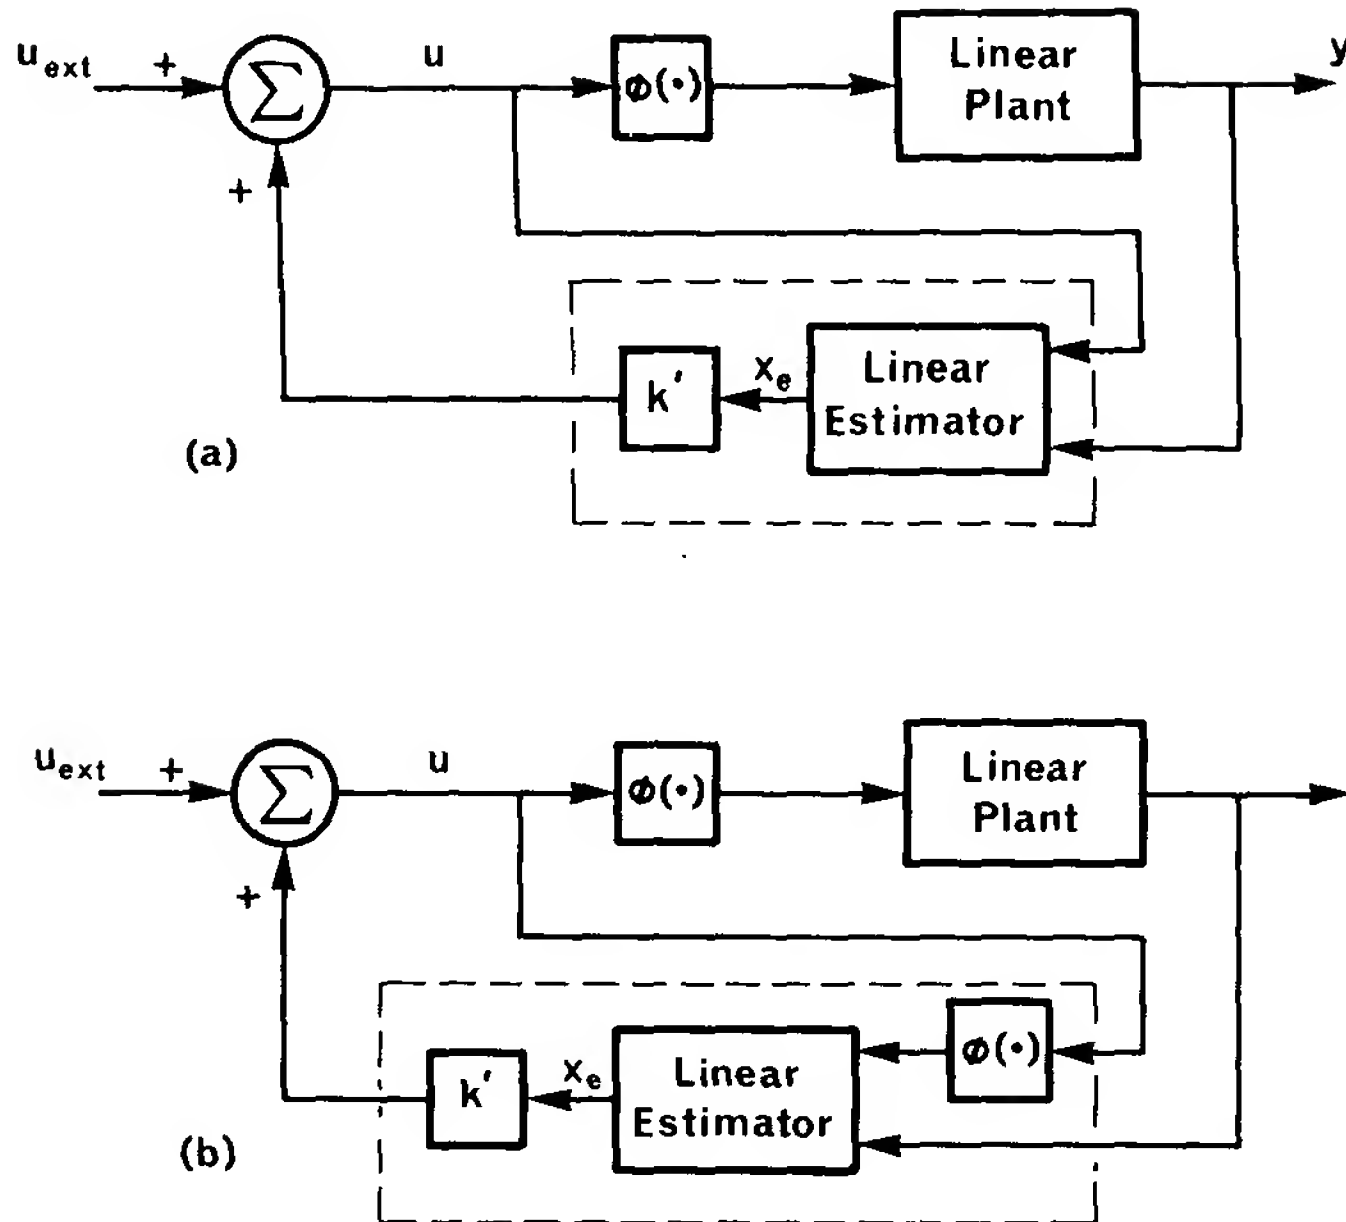 u_ext + Σ u ϕ(·) Linear Plant y
+
k′ x_e Linear Estimator
(a)
u_ext + Σ u ϕ(·) Linear Plant
+
ϕ(·)
k′ x_e Linear Estimator
(b)